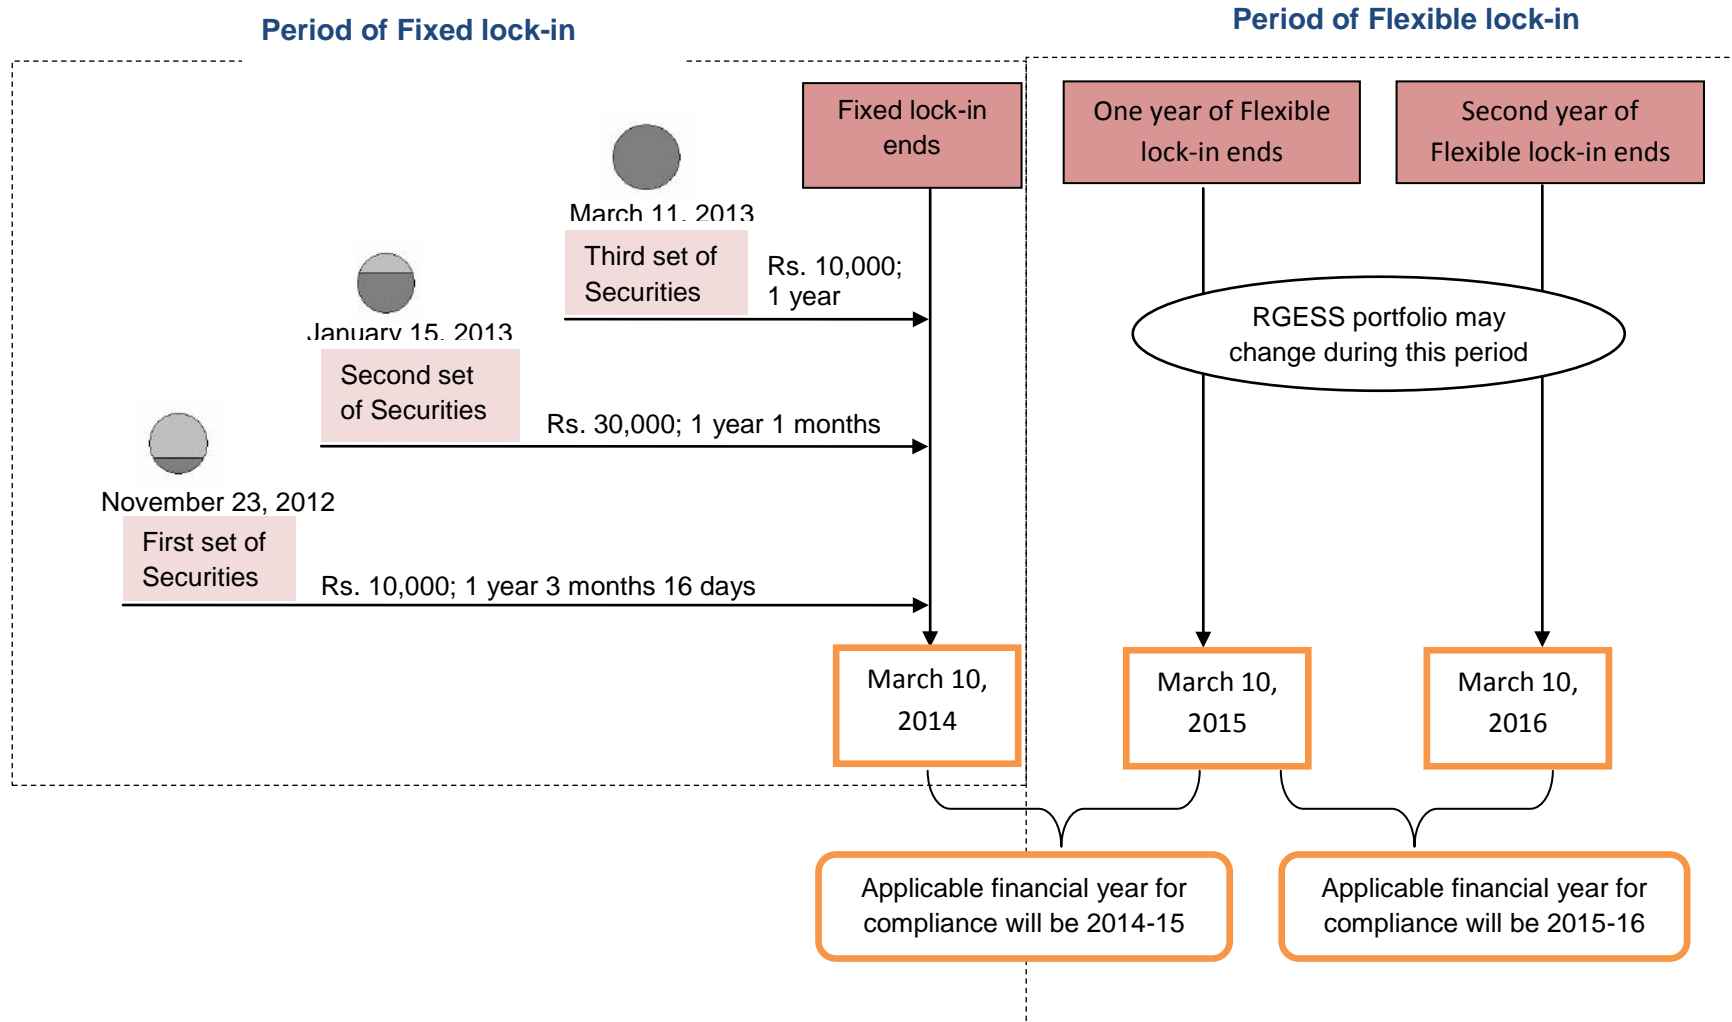 Period of Fixed lock-in
Period of Flexible lock-in
Fixed lock-in
ends
One year of Flexible
lock-in ends
Second year of
Flexible lock-in ends
March 11, 2013
Third set of
Securities
Rs. 10,000;
1 year
RGESS portfolio may
change during this period
January 15, 2013
Second set
of Securities
Rs. 30,000; 1 year 1 months
November 23, 2012
First set of
Securities
Rs. 10,000; 1 year 3 months 16 days
March 10,
2014
March 10,
2015
March 10,
2016
Applicable financial year for
compliance will be 2014-15
Applicable financial year for
compliance will be 2015-16